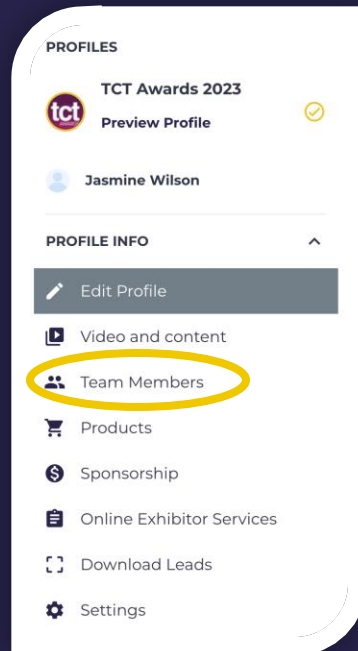 PROFILES
TCT Awards 2023
tct
Preview Profile
Jasmine Wilson
PROFILE INFO
Edit Profile
Video and content
Team Members
Products
Sponsorship
Online Exhibitor Services
Download Leads
Settings